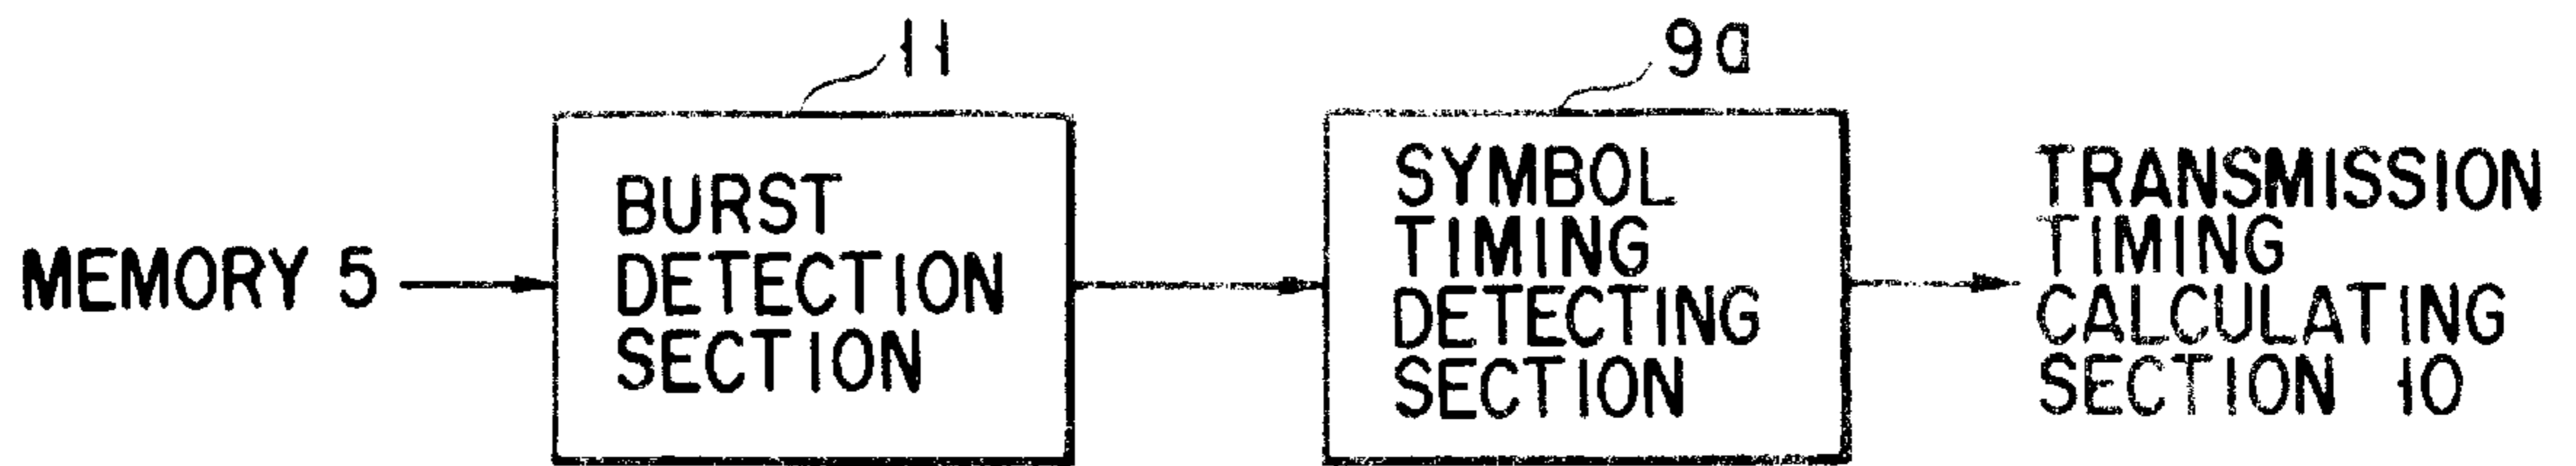 11
9a
MEMORY 5
BURST
DETECTION
SECTION
SYMBOL
TIMING
DETECTING
SECTION
TRANSMISSION
TIMING
CALCULATING
SECTION 10